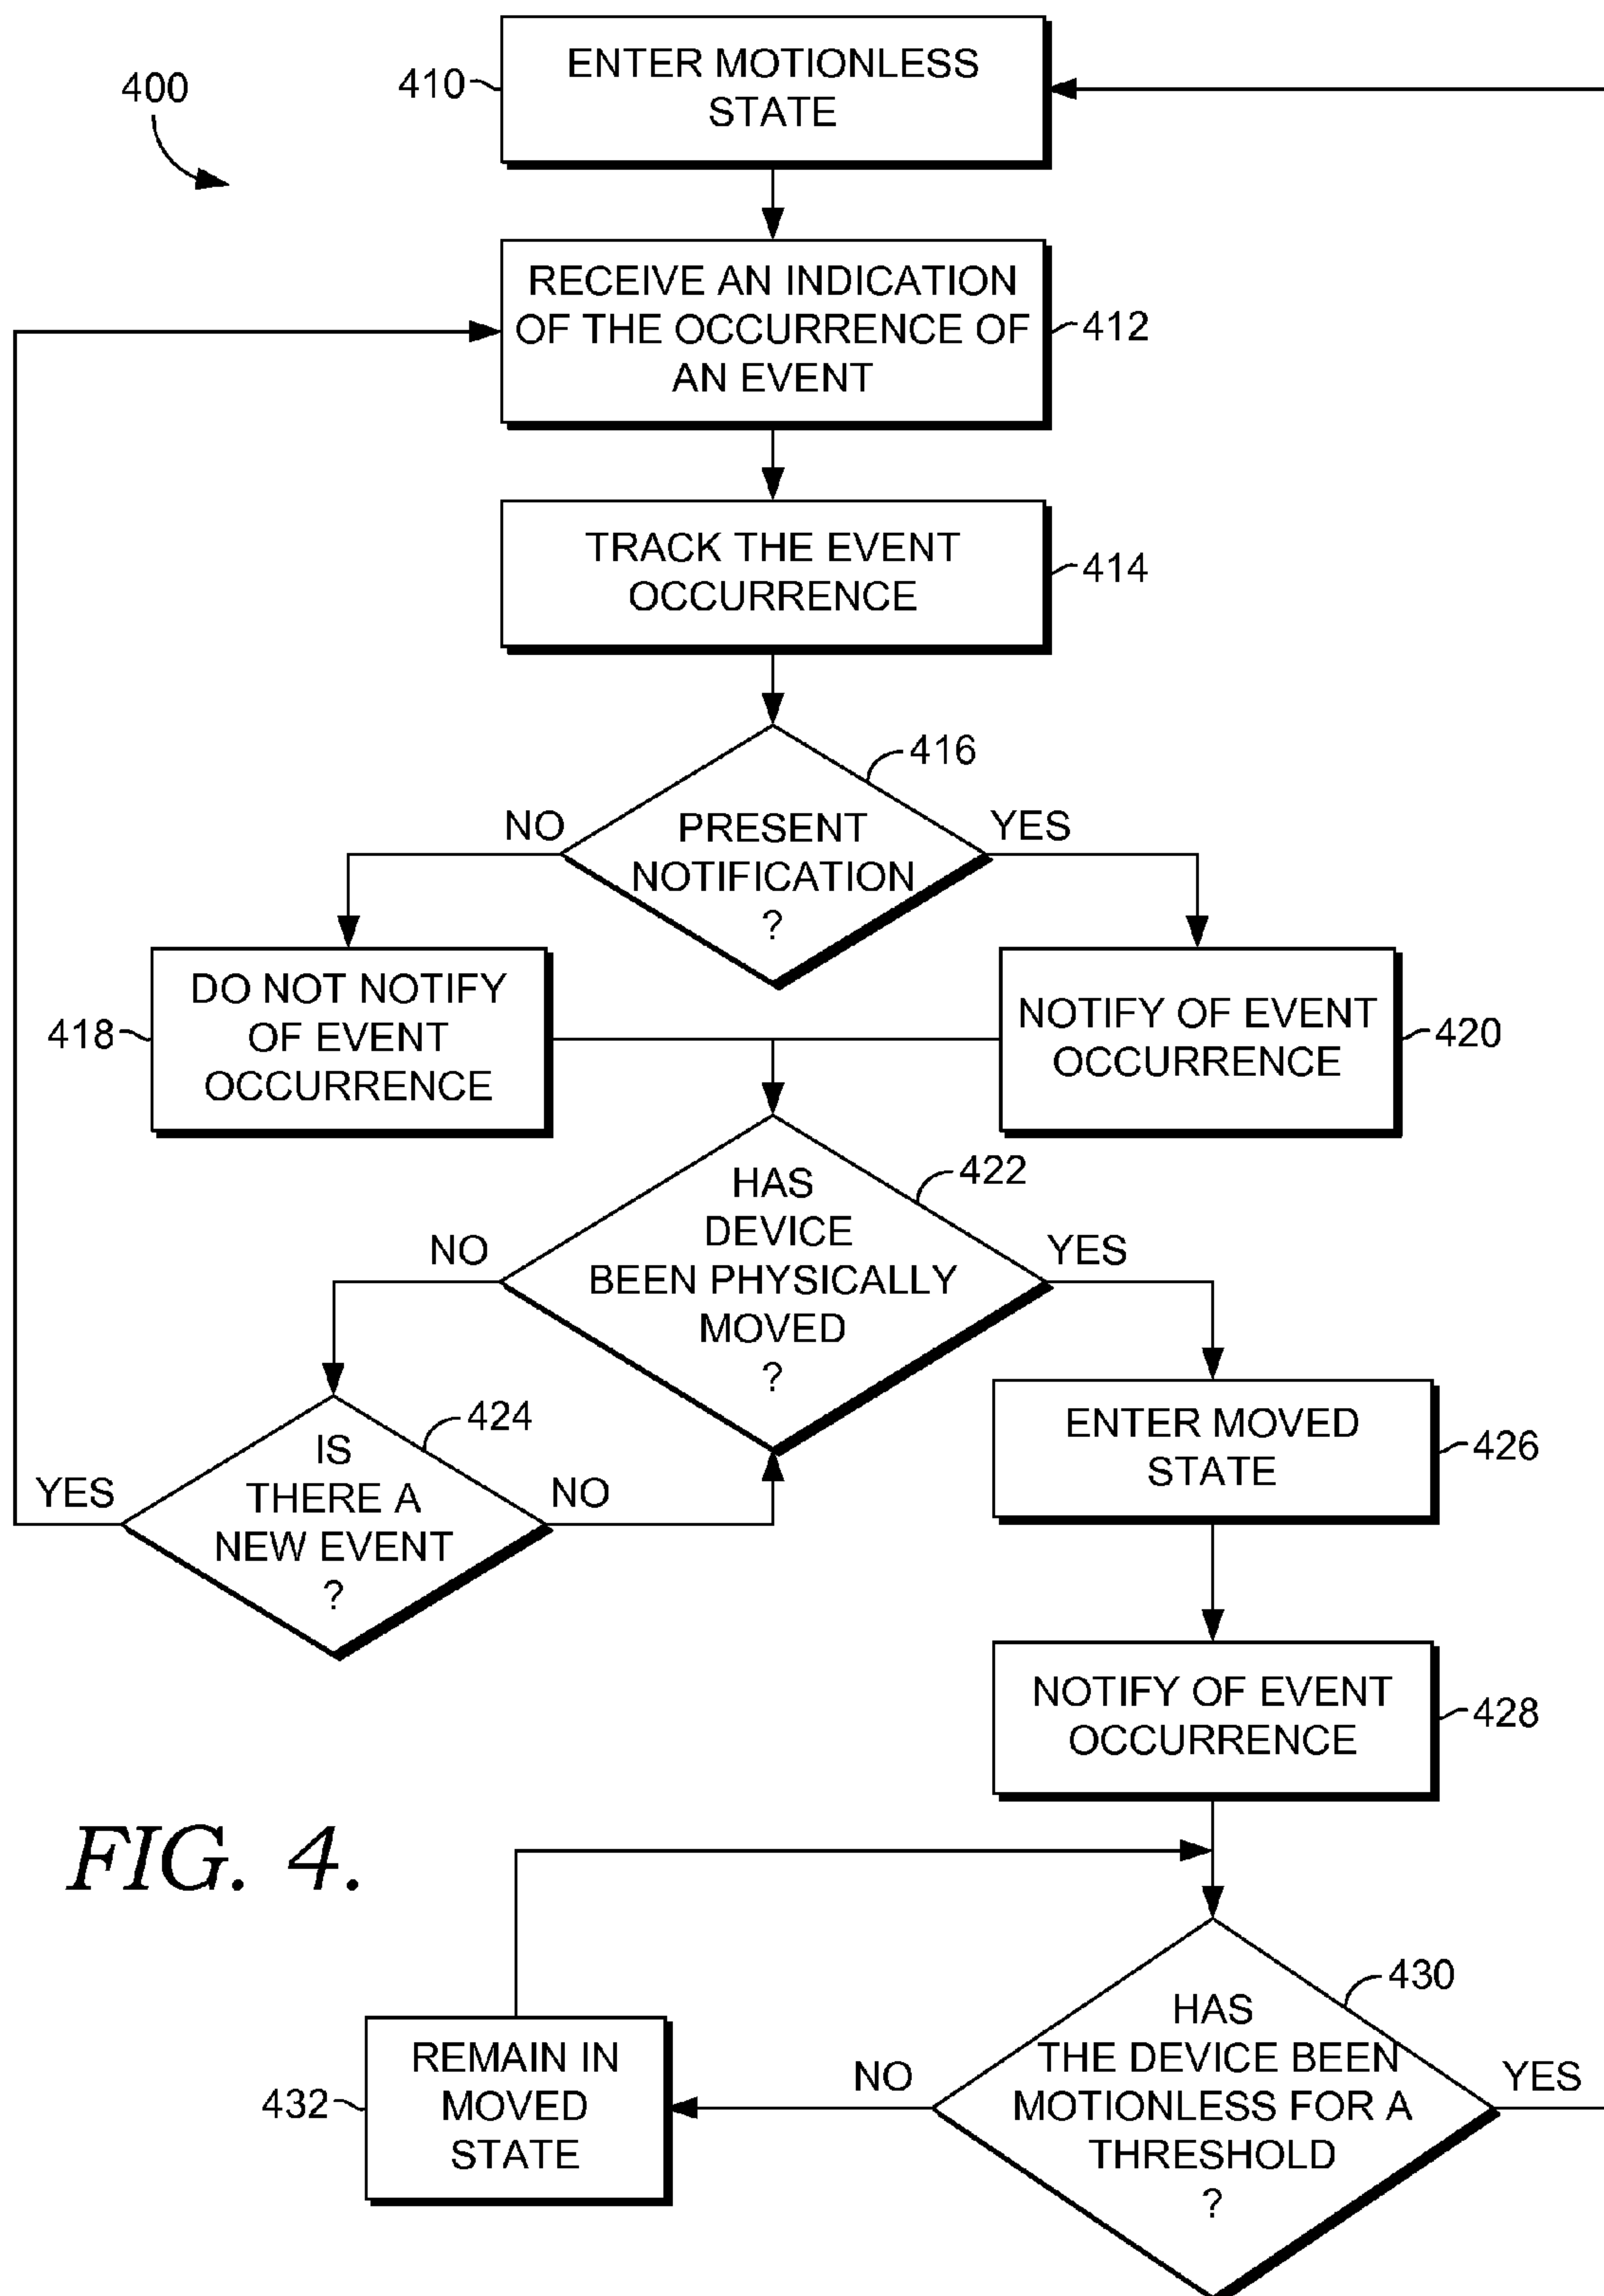 ENTER MOTIONLESS
STATE
410
400
RECEIVE AN INDICATION
OF THE OCCURRENCE OF
AN EVENT
412
TRACK THE EVENT
OCCURRENCE
414
416
PRESENT
NOTIFICATION
?
NO
YES
DO NOT NOTIFY
OF EVENT
OCCURRENCE
418
NOTIFY OF EVENT
OCCURRENCE
420
422
HAS
DEVICE
BEEN PHYSICALLY
MOVED
?
NO
YES
424
IS
THERE A
NEW EVENT
?
YES
NO
ENTER MOVED
STATE
426
NOTIFY OF EVENT
OCCURRENCE
428
FIG. 4.
430
HAS
THE DEVICE BEEN
MOTIONLESS FOR A
THRESHOLD
?
NO
YES
REMAIN IN
MOVED
STATE
432